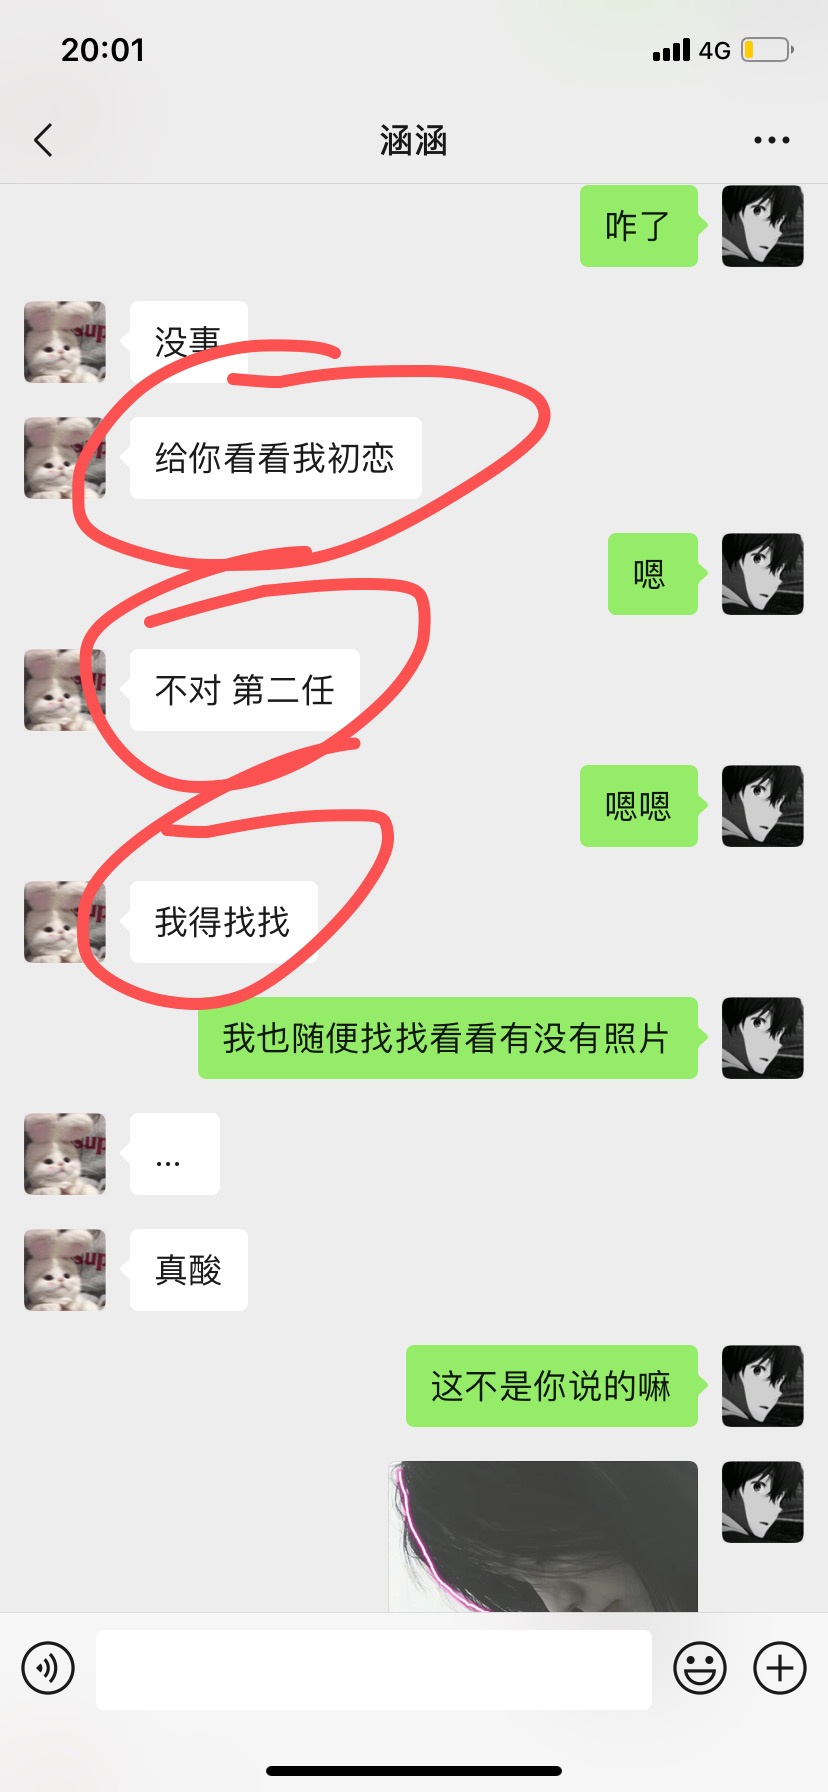 20:01
4G
涵涵
咋了
没事
给你看看我初恋
嗯
不对 第二任
嗯嗯
我得找找
我也随便找找看看有没有照片
...
真酸
这不是你说的嘛